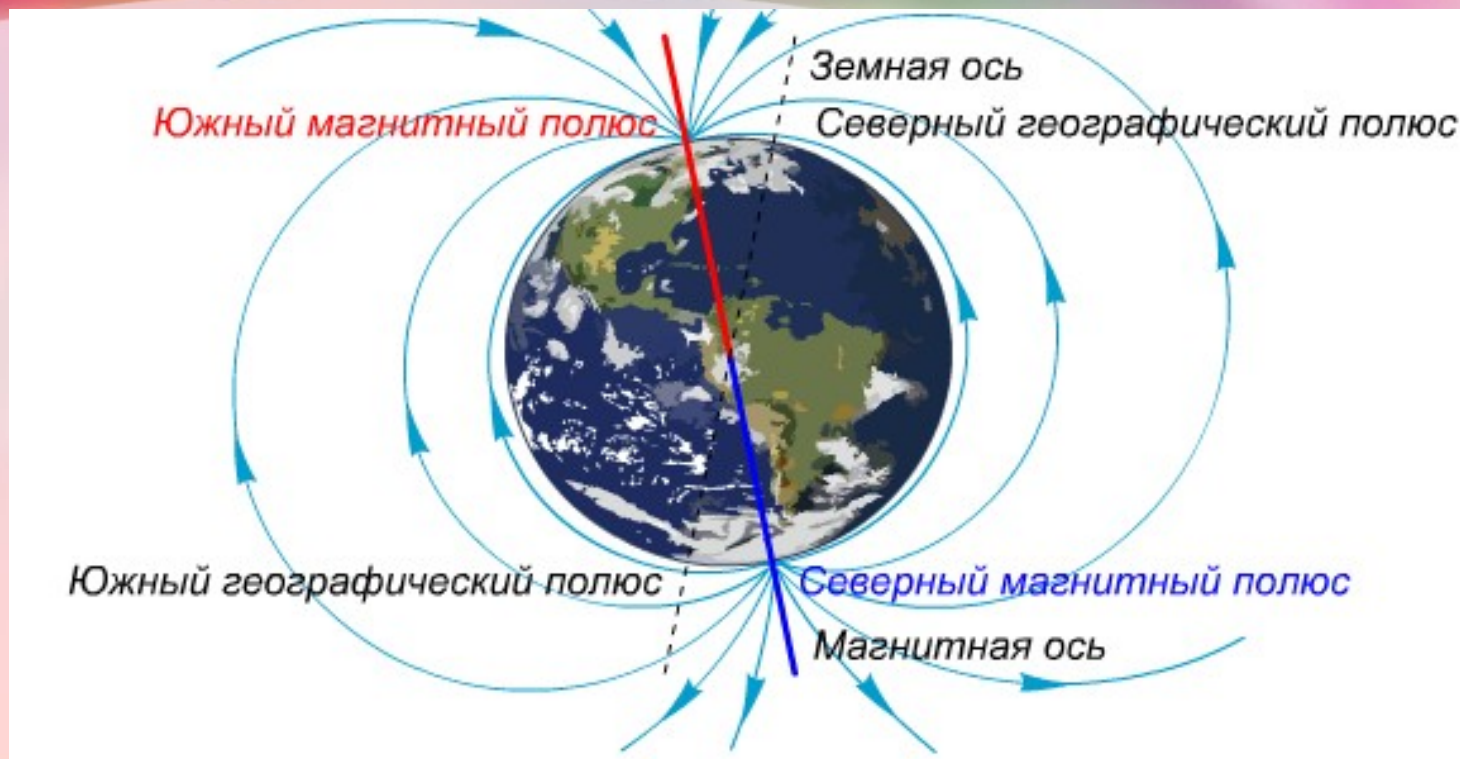 Земная ось
Южный магнитный полюс
Северный географический полюс
Южный географический полюс
Северный магнитный полюс
Магнитная ось